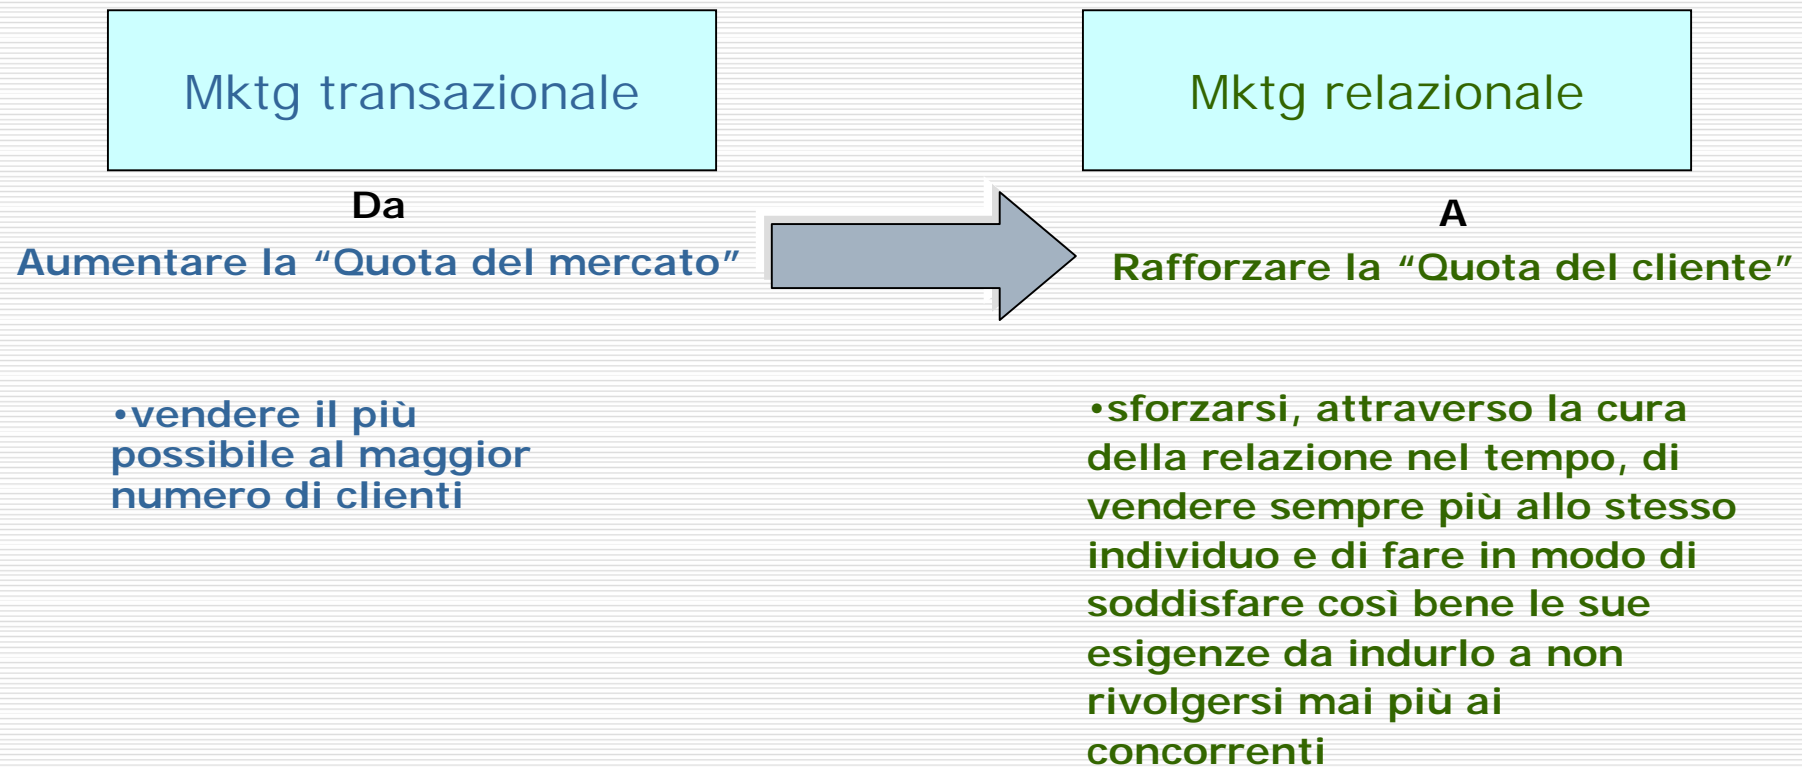 Mktg transazionale
Da
Aumentare la “Quota del mercato”
•vendere il più
possibile al maggior
numero di clienti
Mktg relazionale
A
Rafforzare la “Quota del cliente”
•sforzarsi, attraverso la cura
della relazione nel tempo, di
vendere sempre più allo stesso
individuo e di fare in modo di
soddisfare così bene le sue
esigenze da indurlo a non
rivolgersi mai più ai
concorrenti